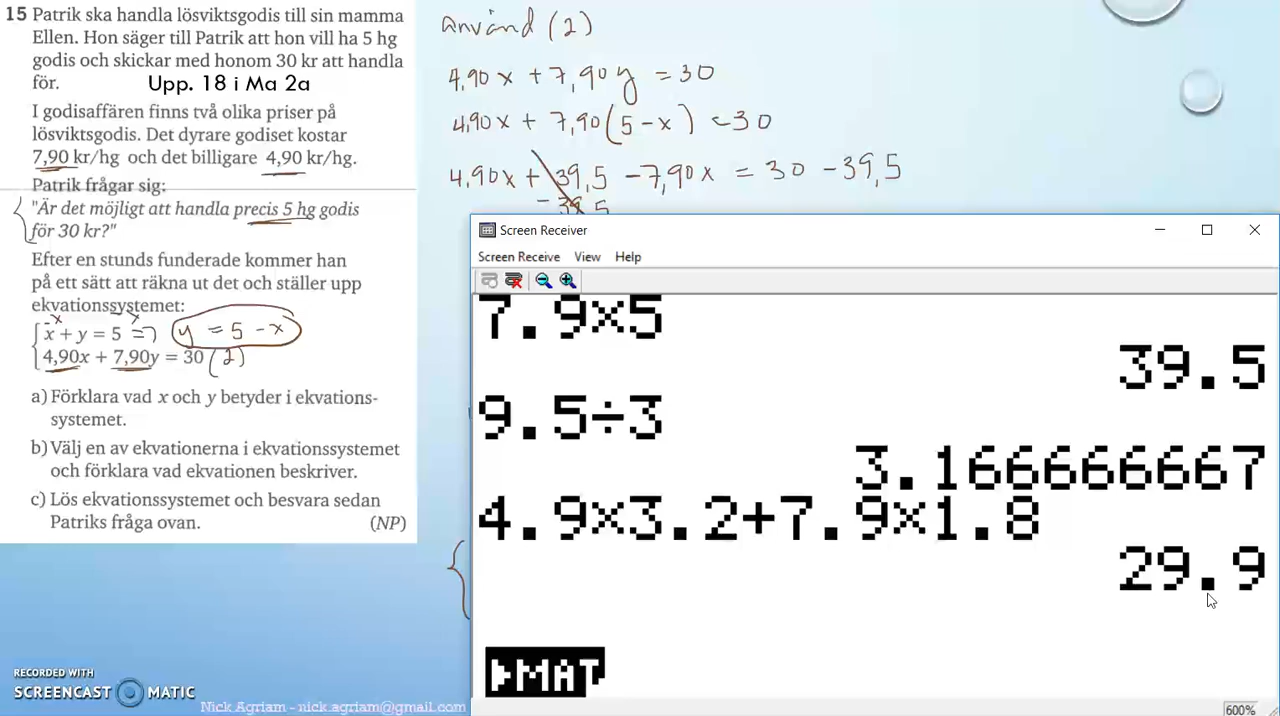 15 Patrik ska handla lösviktsgodis till sin mamma
Ellen. Hon säger till Patrik att hon vill ha 5 hg
godis och skickar med honom 30 kr att handla
för.
Upp. 18 i Ma 2a
I godisaffären finns två olika priser på
lösviktsgodis. Det dyrare godiset kostar
7,90 kr/hg och det billigare 4,90 kr/hg.
Patrik frågar sig:
"Är det möjligt att handla precis 5 hg godis
för 30 kr?"
Efter en stunds funderade kommer han
på ett sätt att räkna ut det och ställer upp
ekvationssystemet:
-x -x
x + y = 5 => y = 5 - x
4,90x + 7,90y = 30 (2)
a) Förklara vad x och y betyder i ekvations-
systemet.
b) Välj en av ekvationerna i ekvationssystemet
och förklara vad ekvationen beskriver.
c) Lös ekvationssystemet och besvara sedan
Patriks fråga ovan. (NP)
använd (2)
4,90x + 7,90y = 30
4,90x + 7,90(5 - x) = 30
4,90x + 39,5 - 7,90x = 30 - 39,5
- 39,5
Screen Receiver
Screen Receive View Help
7.9×5
39.5
9.5÷3
3.166666667
4.9×3.2+7.9×1.8
29.9
▶MAT
600%
RECORDED WITH
SCREENCAST MATIC
Nick Agriam - nick.agriam@gmail.com